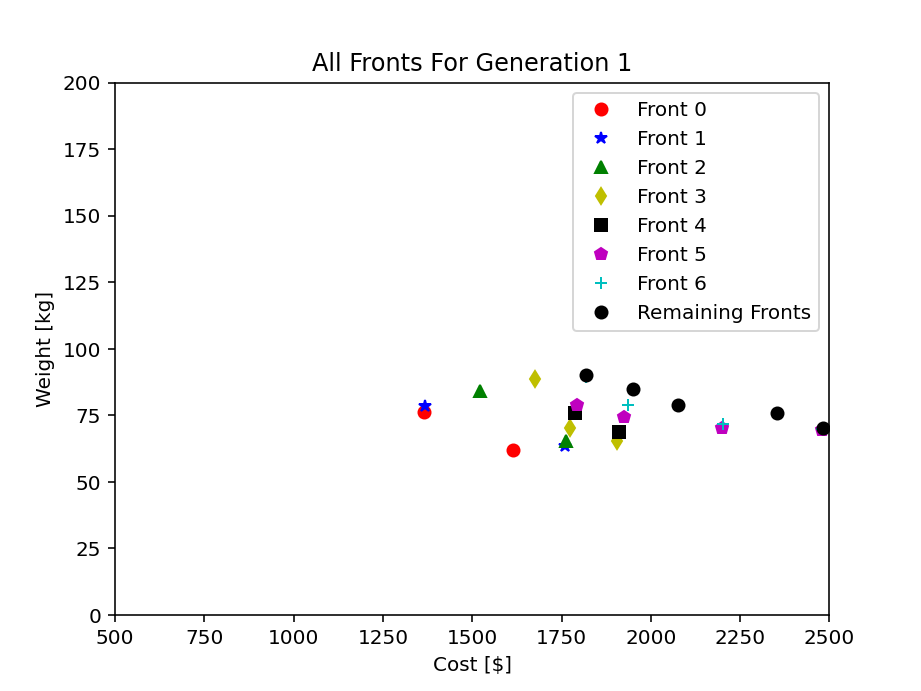 All Fronts For Generation 1
200
175
150
125
100
75
50
25
0
Weight [kg]
Front 0
Front 1
Front 2
Front 3
Front 4
Front 5
Front 6
Remaining Fronts
500 750 1000 1250 1500 1750 2000 2250 2500
Cost [$]